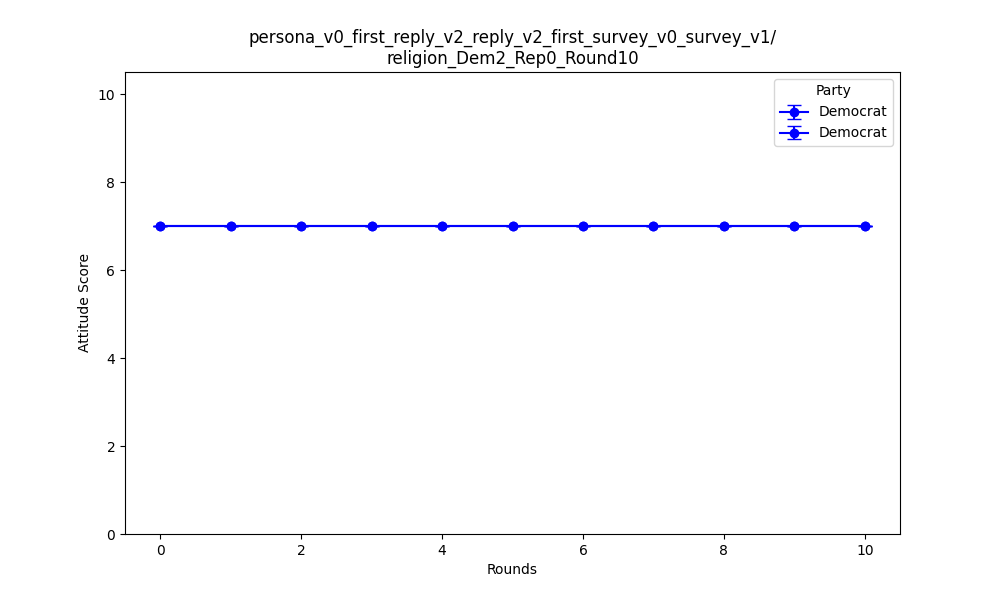 persona_v0_first_reply_v2_reply_v2_first_survey_v0_survey_v1/
religion_Dem2_Rep0_Round10
Party
Democrat
Democrat
Attitude Score
10
8
6
4
2
0
0 2 4 6 8 10
Rounds